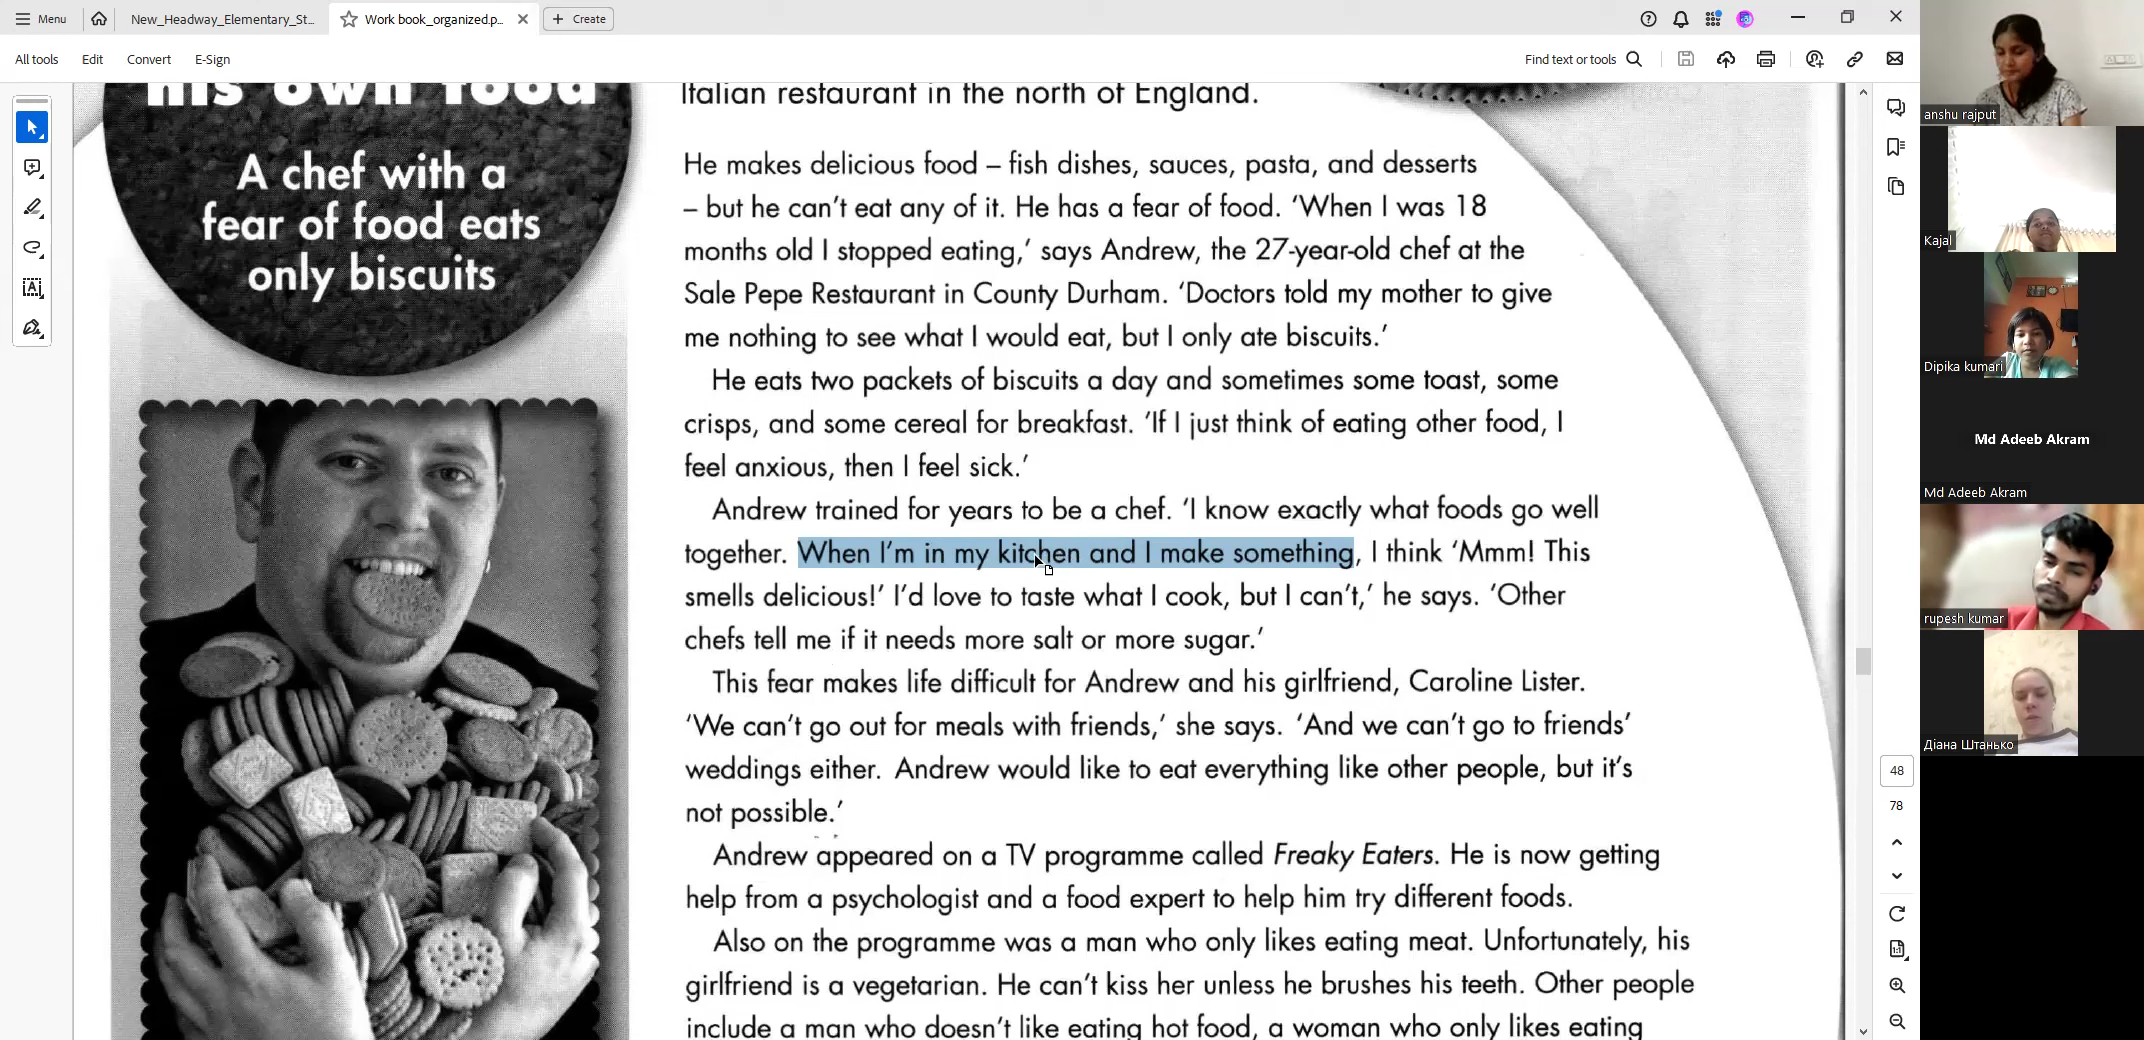 Menu
New_Headway_Elementary_St...
Work book_organized.p...
Create
All tools
Edit
Convert
E-Sign
Find text or tools
his own food
A chef with a
fear of food eats
only biscuits
Italian restaurant in the north of England.
He makes delicious food – fish dishes, sauces, pasta, and desserts
– but he can't eat any of it. He has a fear of food. 'When I was 18
months old I stopped eating,' says Andrew, the 27-year-old chef at the
Sale Pepe Restaurant in County Durham. 'Doctors told my mother to give
me nothing to see what I would eat, but I only ate biscuits.'
He eats two packets of biscuits a day and sometimes some toast, some
crisps, and some cereal for breakfast. 'If I just think of eating other food, I
feel anxious, then I feel sick.'
Andrew trained for years to be a chef. 'I know exactly what foods go well
together. When I'm in my kitchen and I make something, I think 'Mmm! This
smells delicious!' I'd love to taste what I cook, but I can't,' he says. 'Other
chefs tell me if it needs more salt or more sugar.'
This fear makes life difficult for Andrew and his girlfriend, Caroline Lister.
'We can't go out for meals with friends,' she says. 'And we can't go to friends'
weddings either. Andrew would like to eat everything like other people, but it's
not possible.'
Andrew appeared on a TV programme called Freaky Eaters. He is now getting
help from a psychologist and a food expert to help him try different foods.
Also on the programme was a man who only likes eating meat. Unfortunately, his
girlfriend is a vegetarian. He can't kiss her unless he brushes his teeth. Other people
include a man who doesn't like eating hot food, a woman who only likes eating
48
78
anshu rajput
Kajal
Dipika kumari
Md Adeeb Akram
Md Adeeb Akram
rupesh kumar
Діана Штанько